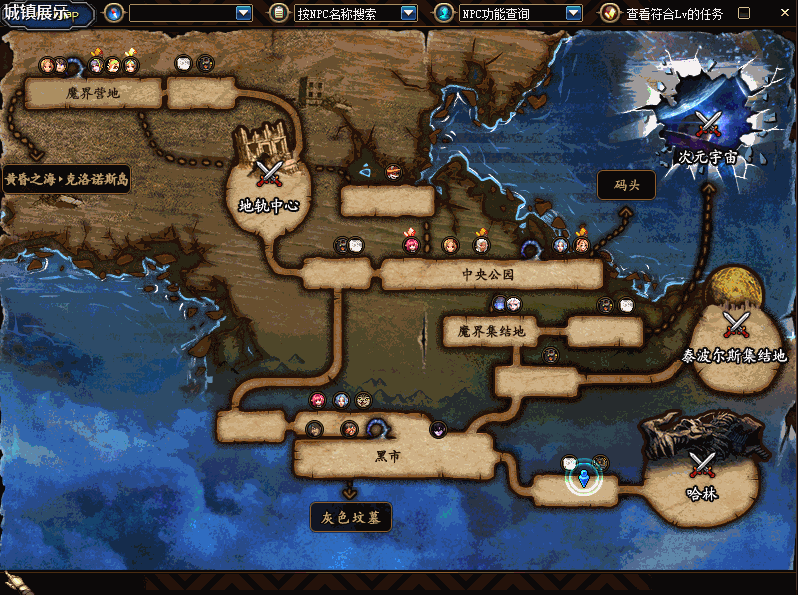 城镇展示
按NPC名称搜索
NPC功能查询
查看符合Lv的任务
魔界营地
次元宇宙
黄昏之海▸克洛诺斯岛
码头
地轨中心
中央公园
魔界集结地
泰波尔斯集结地
黑市
哈林
灰色坟墓